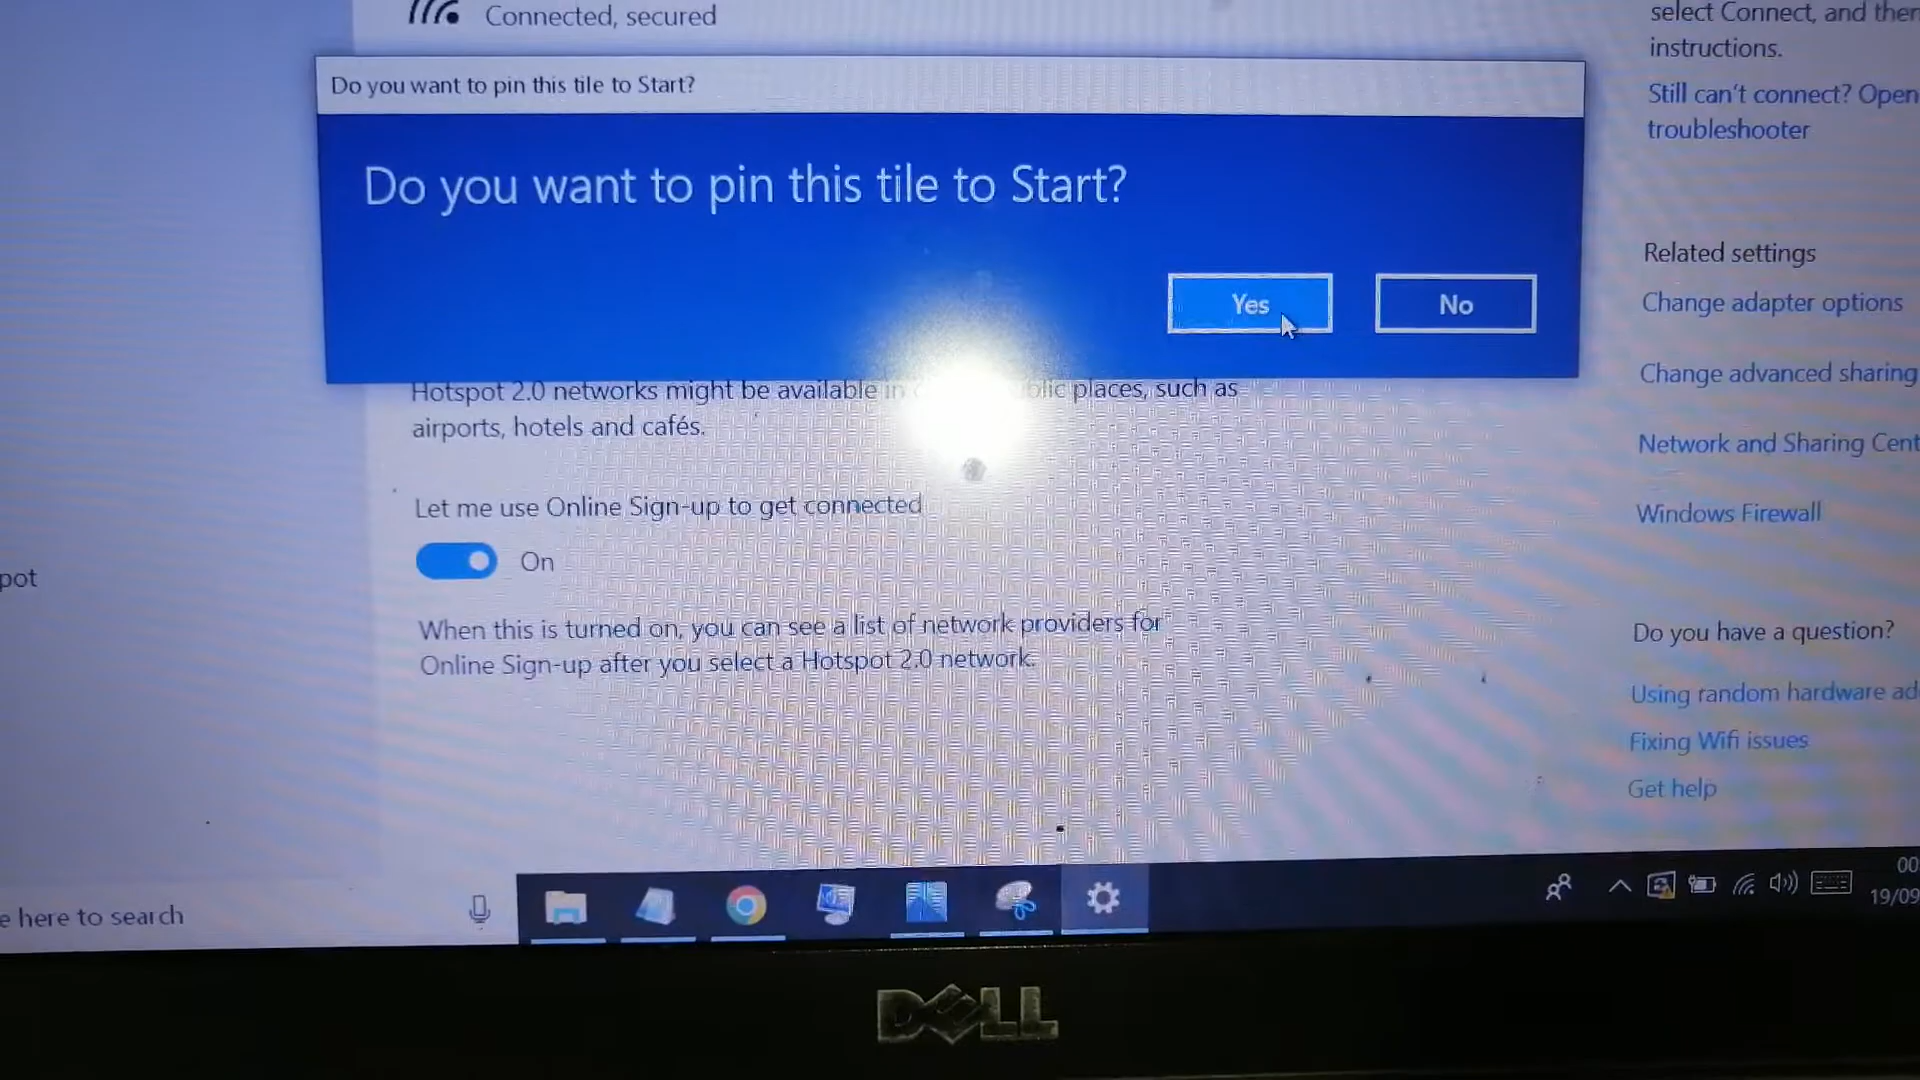 Connected, secured
select Connect, and then
instructions.
Do you want to pin this tile to Start?
Still can't connect? Open
troubleshooter
Do you want to pin this tile to Start?
Yes
No
Related settings
Change adapter options
Change advanced sharing
Network and Sharing Cent
Windows Firewall
Hotspot 2.0 networks might be available in places, such as
airports, hotels and cafés.
Let me use Online Sign-up to get connected
On
pot
When this is turned on, you can see a list of network providers for
Online Sign-up after you select a Hotspot 2.0 network.
Do you have a question?
Using random hardware ad
Fixing Wifi issues
Get help
e here to search
00
19/09
DELL